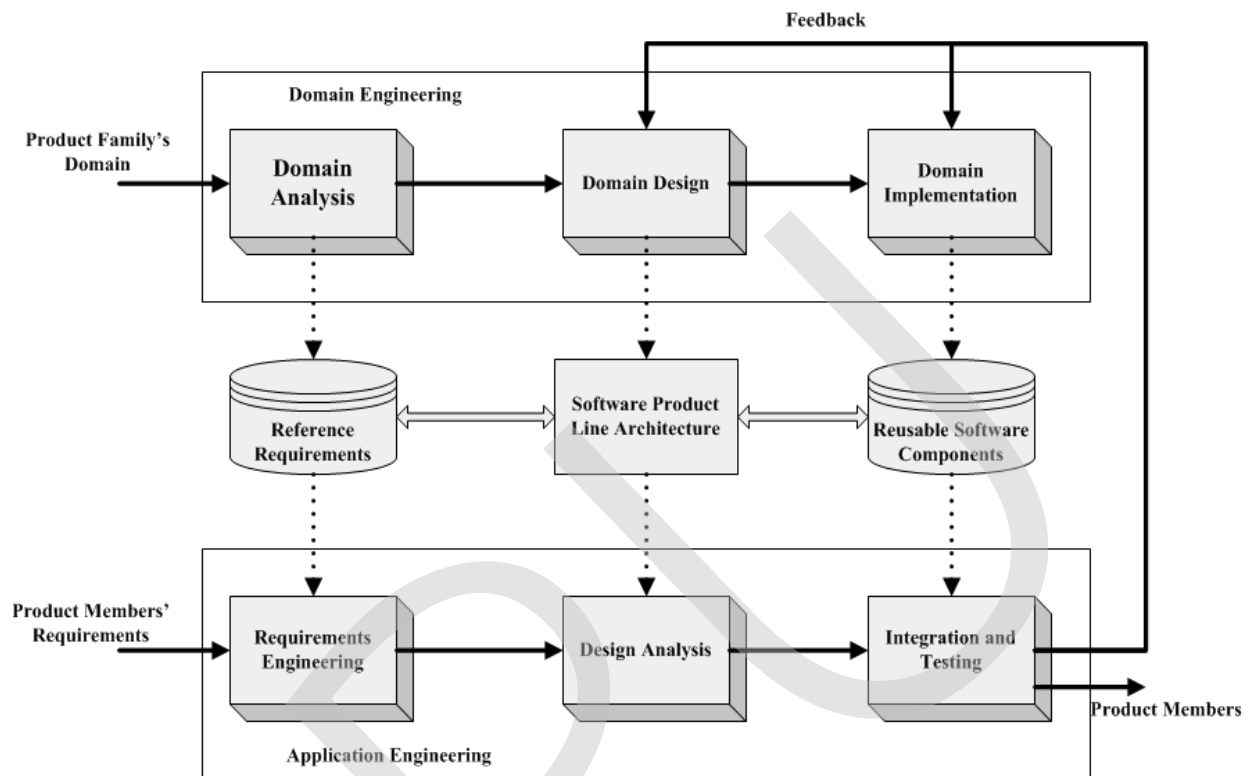 Feedback
Domain Engineering
Product Family's
Domain
Domain
Analysis
Domain Design
Domain
Implementation
Reference
Requirements
Software Product
Line Architecture
Reusable Software
Components
Product Members'
Requirements
Requirements
Engineering
Design Analysis
Integration and
Testing
Product Members
Application Engineering